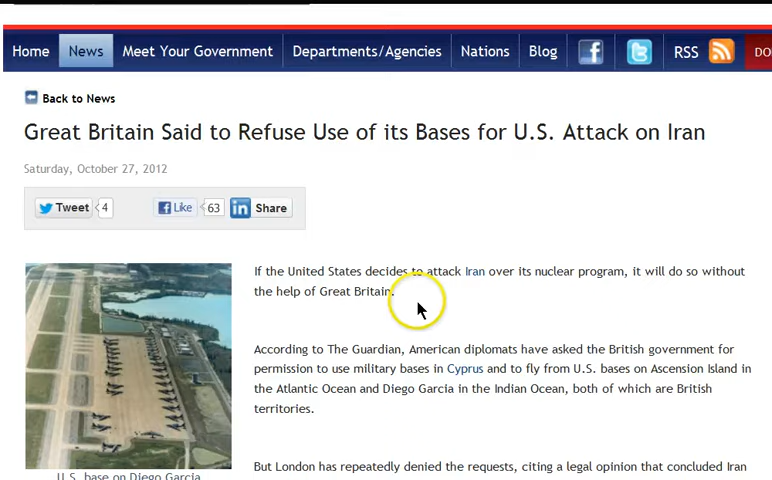 Home News Meet Your Government Departments/Agencies Nations Blog f RSS DO
Back to News
Great Britain Said to Refuse Use of its Bases for U.S. Attack on Iran
Saturday, October 27, 2012
Tweet 4 f Like 63 in Share
If the United States decides to attack Iran over its nuclear program, it will do so without
the help of Great Britain.
According to The Guardian, American diplomats have asked the British government for
permission to use military bases in Cyprus and to fly from U.S. bases on Ascension Island in
the Atlantic Ocean and Diego Garcia in the Indian Ocean, both of which are British
territories.
But London has repeatedly denied the requests, citing a legal opinion that concluded Iran
U.S. base on Diego Garcia